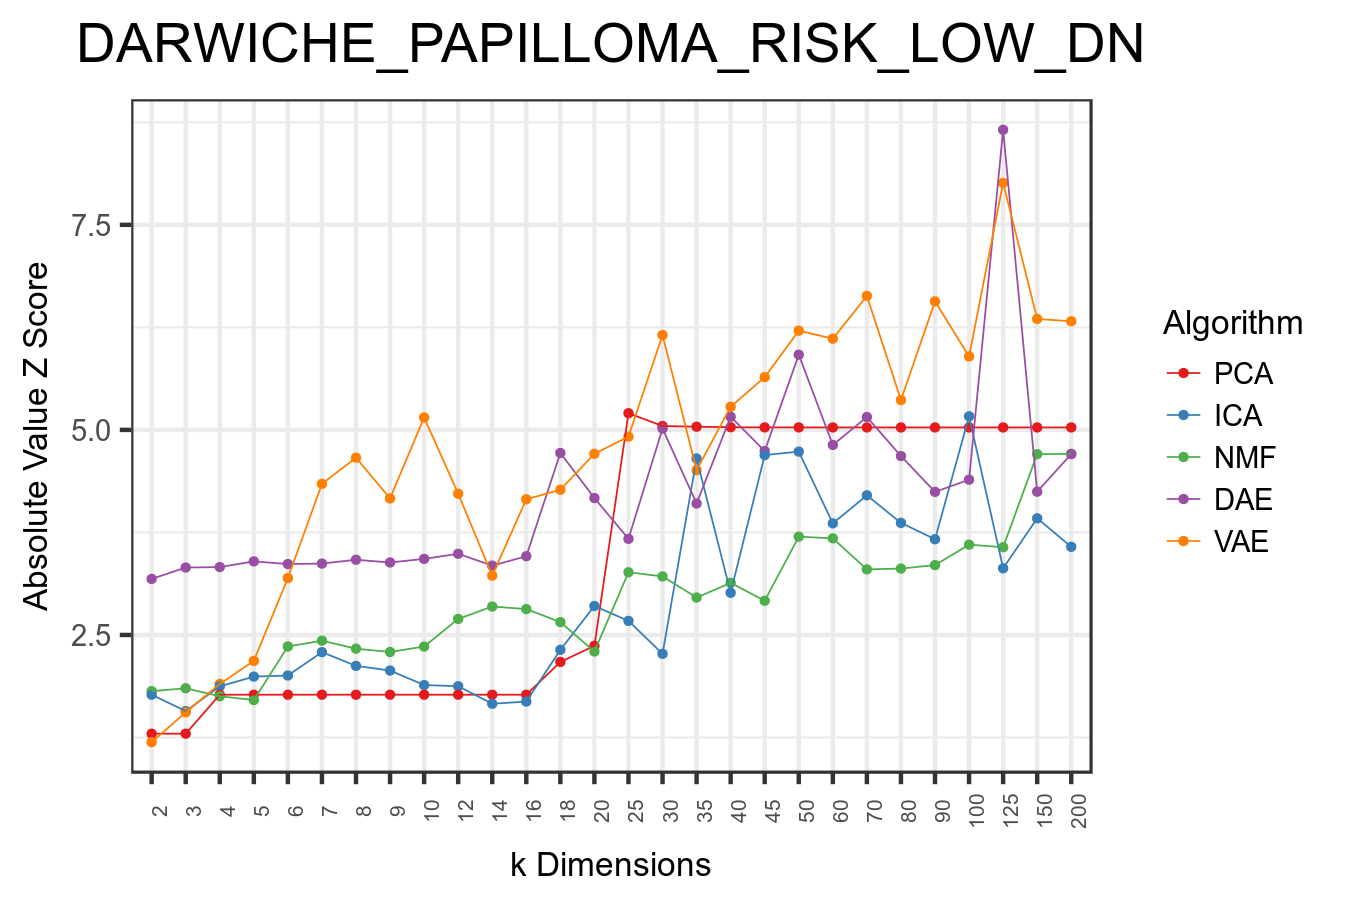 DARWICHE_PAPILLOMA_RISK_LOW_DN
Absolute Value Z Score
7.5
5.0
2.5
2 3 4 5 6 7 8 9 10 12 14 16 18 20 25 30 35 40 45 50 60 70 80 90 100 125 150 200
k Dimensions
Algorithm
PCA
ICA
NMF
DAE
VAE